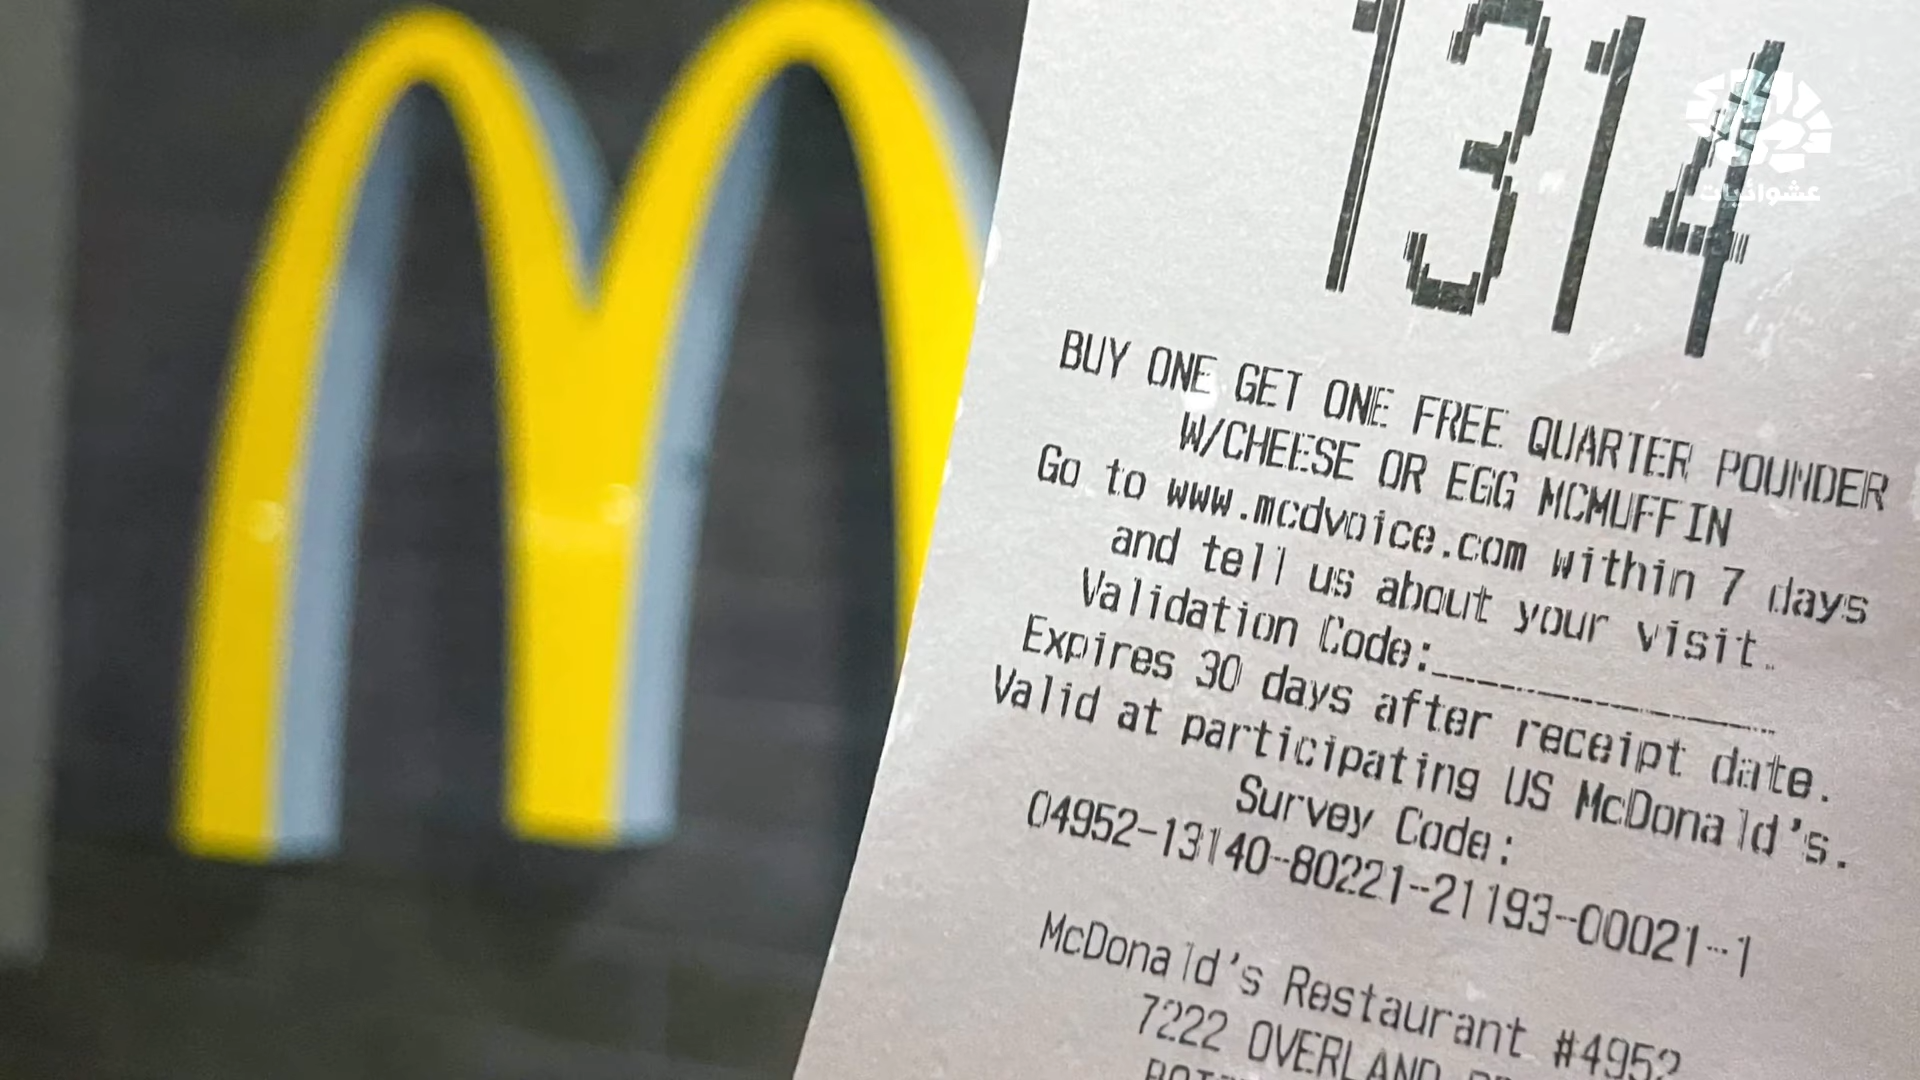 1314
عشوائيات
BUY ONE GET ONE FREE QUARTER POUNDER
W/CHEESE OR EGG MCMUFFIN
Go to www.mcdvoice.com within 7 days
and tell us about your visit.
Validation Code:
Expires 30 days after receipt date.
Valid at participating US McDonald's.
Survey Code:
04952-13140-80221-21193-00021-1
McDonald's Restaurant #4952
7222 OVERLAND